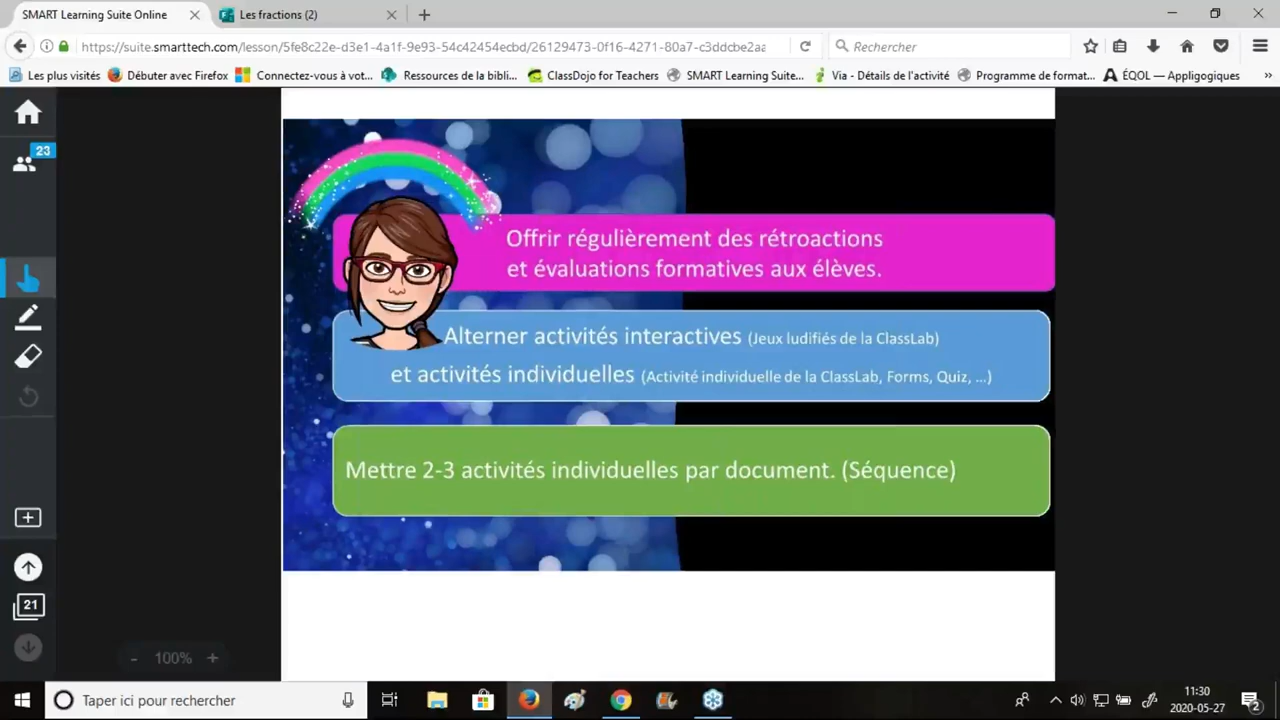 SMART Learning Suite Online
Les fractions (2)
https://suite.smarttech.com/lesson/5fe8c22e-d3e1-4a1f-9e93-54c42454ecbd/26129473-0f16-4271-80a7-c3ddcbe2aa
Rechercher
Les plus visités
Débuter avec Firefox
Connectez-vous à vot...
Ressources de la bibli...
ClassDojo for Teachers
SMART Learning Suite...
Via - Détails de l'activité
Programme de format...
ÉQOL — Appligogiques
23
Offrir régulièrement des rétroactions
et évaluations formatives aux élèves.
Alterner activités interactives (Jeux ludifiés de la ClassLab)
et activités individuelles (Activité individuelle de la ClassLab, Forms, Quiz, ...)
Mettre 2-3 activités individuelles par document. (Séquence)
21
- 100% +
Taper ici pour rechercher
11:30
2020-05-27
2